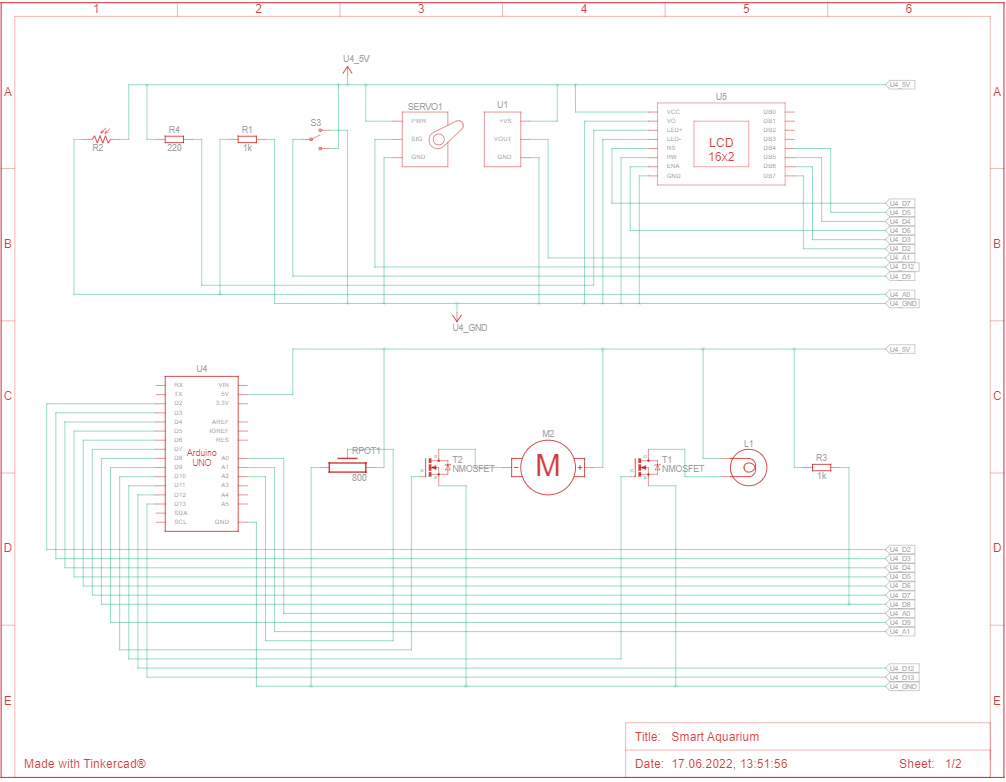 1 2 3 4 5 6
U4_5V
A A
U4_5V
SERVO1 U1 U5
PWR
SIG
GND
+VS
VOUT
GND
VCC
VO
LED+
LED-
RS
RW
ENA
GND
LCD
16x2
DB0
DB1
DB2
DB3
DB4
DB5
DB6
DB7
R2
R4
220
R1
1k
S3
B B
U4_D7
U4_D5
U4_D4
U4_D6
U4_D3
U4_D2
U4_A1
U4_D12
U4_D9
U4_A0
U4_GND
U4_GND
U4_5V
C C
U4
RX
TX
D2
D3
D4
D5
D6
D7
D8
D9
D10
D11
D12
D13
SDA
SCL
Arduino
UNO
VIN
5V
3.3V
AREF
IOREF
RES
A0
A1
A2
A3
A4
A5
GND
RPOT1
800
T2
NMOSFET
M2
M
- +
T1
NMOSFET
L1
R3
1k
D D
U4_D2
U4_D3
U4_D4
U4_D5
U4_D6
U4_D7
U4_D8
U4_A0
U4_D9
U4_A1
U4_D12
U4_D13
U4_GND
E E
Title: Smart Aquarium
Made with Tinkercad®
Date: 17.06.2022, 13:51:56 Sheet: 1/2